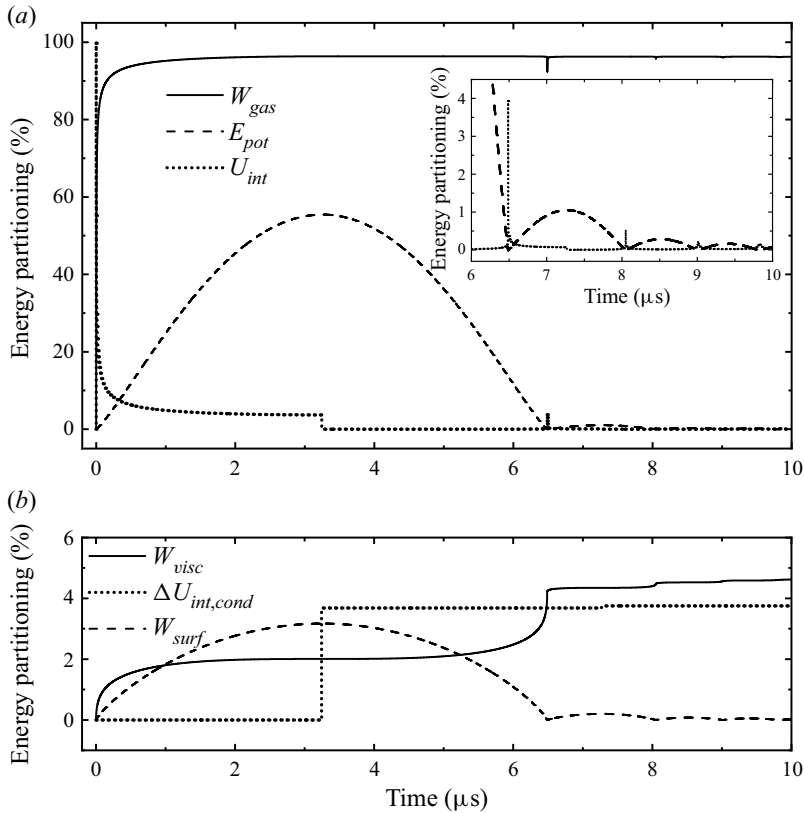 (a)
100
80
60
40
20
0
Energy partitioning (%)
W_gas
E_pot
U_int
4
3
2
1
0
Energy partitioning (%)
6 7 8 9 10
Time (μs)
0 2 4 6 8 10
(b)
6
4
2
0
Energy partitioning (%)
W_visc
ΔU_int,cond
W_surf
0 2 4 6 8 10
Time (μs)